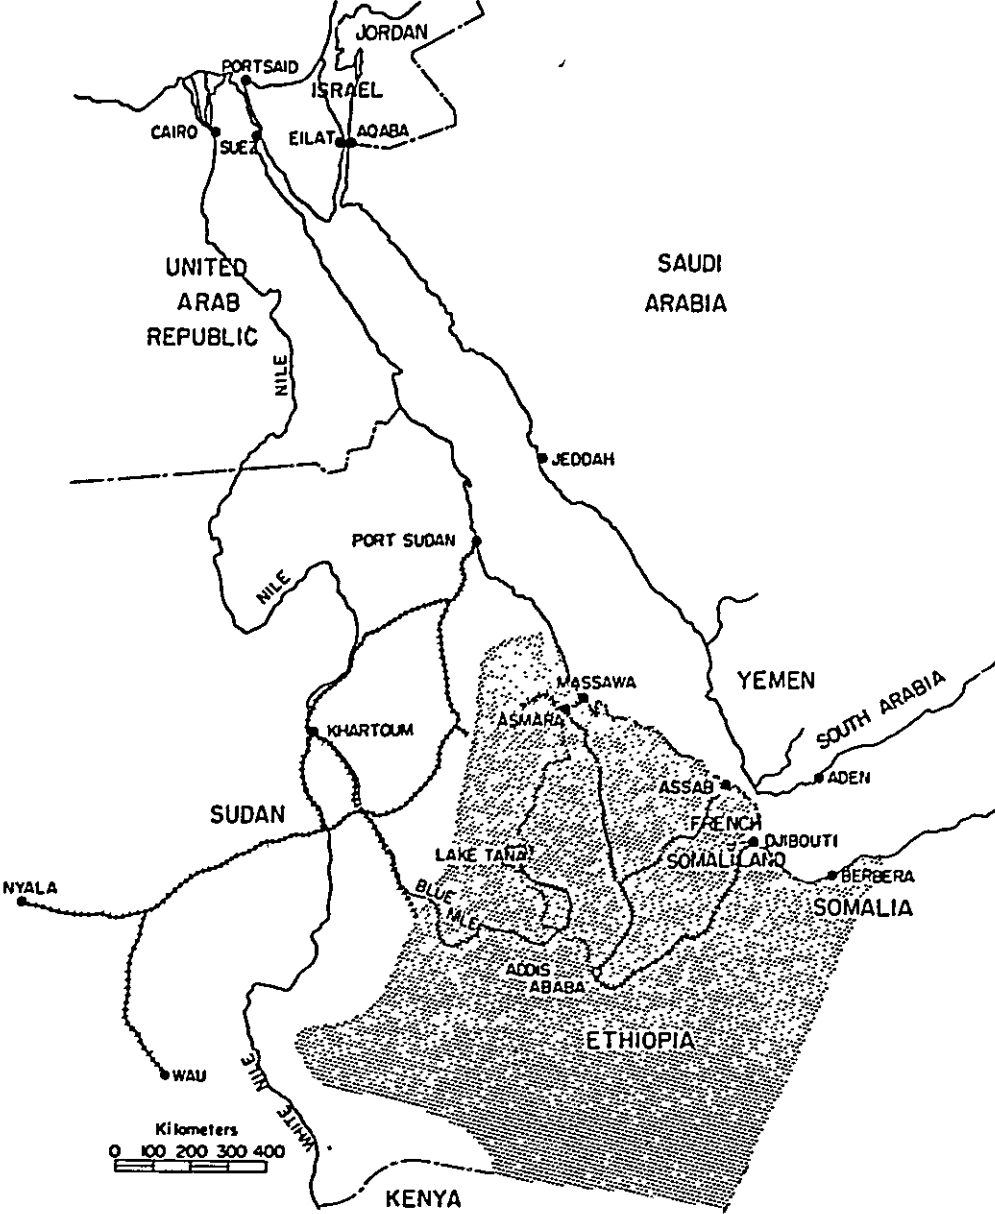 JORDAN
PORTSAID
ISRAEL
CAIRO
SUEZ
EILAT
AQABA
UNITED
ARAB
REPUBLIC
SAUDI
ARABIA
NILE
JEDDAH
PORT SUDAN
NILE
MASSAWA
YEMEN
ASMARA
SOUTH ARABIA
KHARTOUM
ADEN
ASSAB
SUDAN
FRENCH
SOMALILAND
DJIBOUTI
LAKE TANA
BERBERA
NYALA
BLUE
NILE
SOMALIA
ADDIS
ABABA
ETHIOPIA
WAU
WHITE NILE
Kilometers
0 100 200 300 400
KENYA